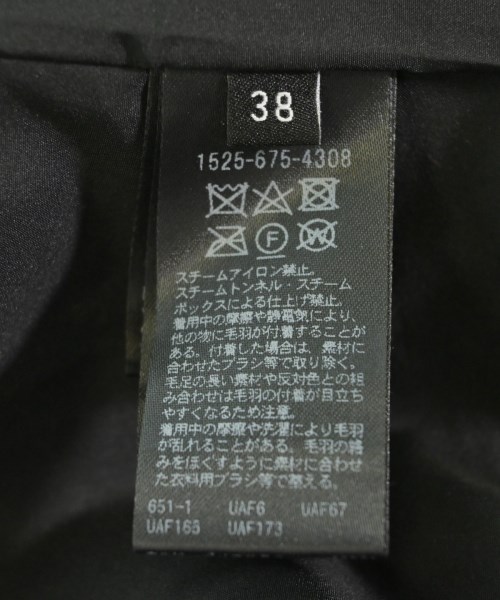 38
1525-675-4308
F
W
スチームアイロン禁止。
スチームトンネル・スチーム
ボックスによる仕上げ禁止。
着用中の摩擦や静電気により、
他の物に毛羽が付着することが
ある。付着した場合は、素材に
合わせたブラシ等で取り除く。
毛足の長い素材や反対色との組
み合わせは毛羽の付着が目立ち
やすくなるため注意。
着用中の摩擦や洗濯により毛羽
が乱れることがある。毛羽の絡
みをほぐすように素材に合わせ
た衣料用ブラシ等で整える。
651-1 UAF6 UAF67
UAF165 UAF173